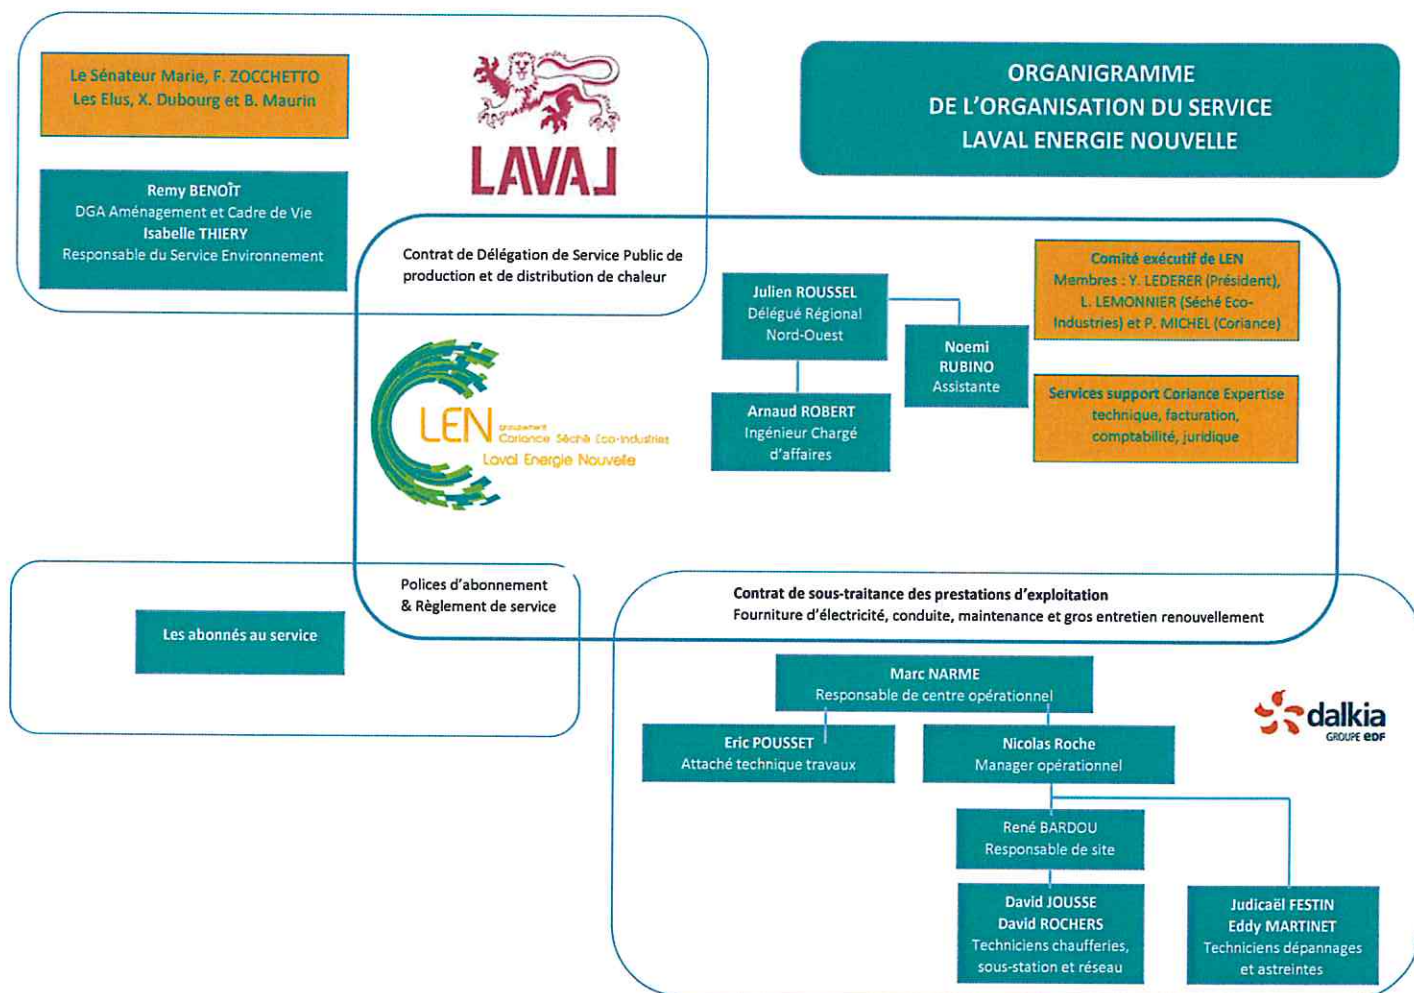 Le Sénateur Marie, F. ZOCCHETTO
Les Elus, X. Dubourg et B. Maurin
Remy BENOÎT
DGA Aménagement et Cadre de Vie
Isabelle THIERY
Responsable du Service Environnement
LAVAL
ORGANIGRAMME
DE L'ORGANISATION DU SERVICE
LAVAL ENERGIE NOUVELLE
Contrat de Délégation de Service Public de
production et de distribution de chaleur
Julien ROUSSEL
Délégué Régional
Nord-Ouest
Noemi
RUBINO
Assistante
Arnaud ROBERT
Ingénieur Chargé
d'affaires
Comité exécutif de LEN
Membres : Y. LEDERER (Président),
L. LEMONNIER (Séché Eco-
Industries) et P. MICHEL (Coriance)
Services support Coriance Expertise
technique, facturation,
comptabilité, juridique
LEN
groupement
Coriance Séché Eco-Industries
Laval Energie Nouvelle
Polices d'abonnement
& Règlement de service
Les abonnés au service
Contrat de sous-traitance des prestations d'exploitation
Fourniture d'électricité, conduite, maintenance et gros entretien renouvellement
Marc NARME
Responsable de centre opérationnel
Eric POUSSET
Attaché technique travaux
Nicolas Roche
Manager opérationnel
dalkia
GROUPE EDF
René BARDOU
Responsable de site
David JOUSSE
David ROCHERS
Techniciens chaufferies,
sous-station et réseau
Judicaël FESTIN
Eddy MARTINET
Techniciens dépannages
et astreintes